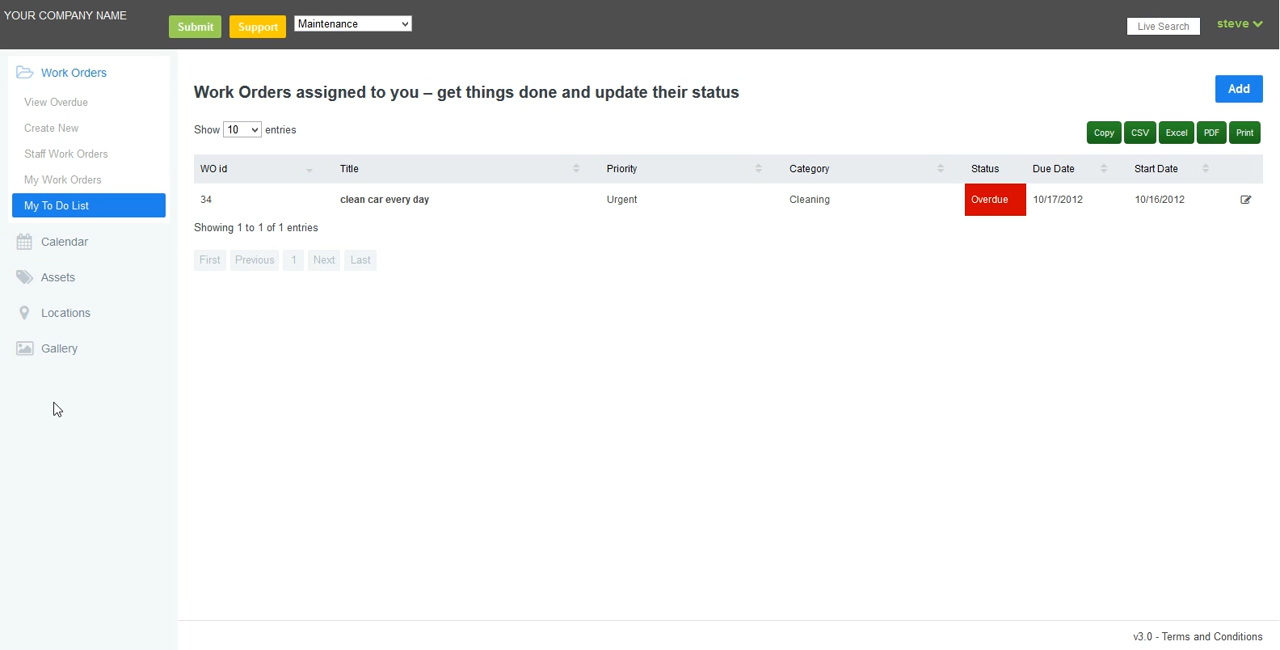 YOUR COMPANY NAME
Submit
Support
Maintenance
Live Search
steve
Work Orders
View Overdue
Create New
Staff Work Orders
My Work Orders
My To Do List
Calendar
Assets
Locations
Gallery
Work Orders assigned to you – get things done and update their status
Add
Show 10 entries
Copy CSV Excel PDF Print
WO id Title Priority Category Status Due Date Start Date
34 clean car every day Urgent Cleaning Overdue 10/17/2012 10/16/2012
Showing 1 to 1 of 1 entries
First Previous 1 Next Last
v3.0 - Terms and Conditions